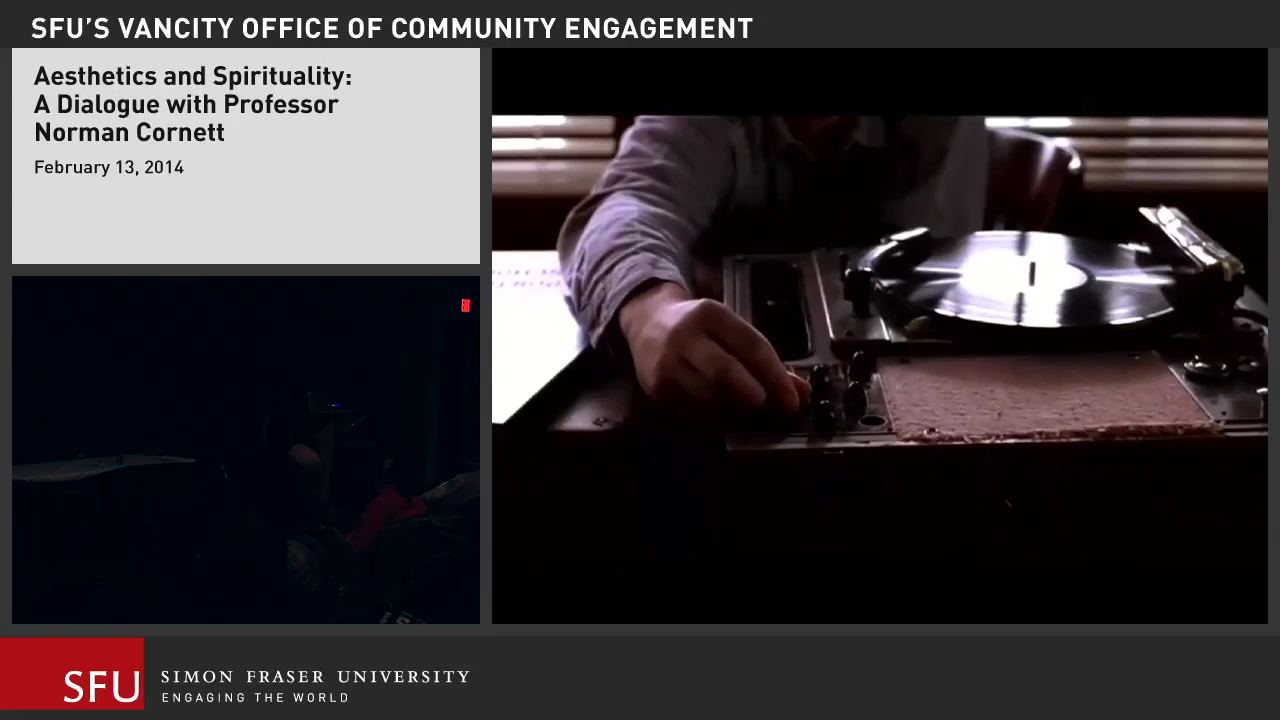 SFU'S VANCITY OFFICE OF COMMUNITY ENGAGEMENT
Aesthetics and Spirituality:
A Dialogue with Professor
Norman Cornett
February 13, 2014
SFU
SIMON FRASER UNIVERSITY
ENGAGING THE WORLD